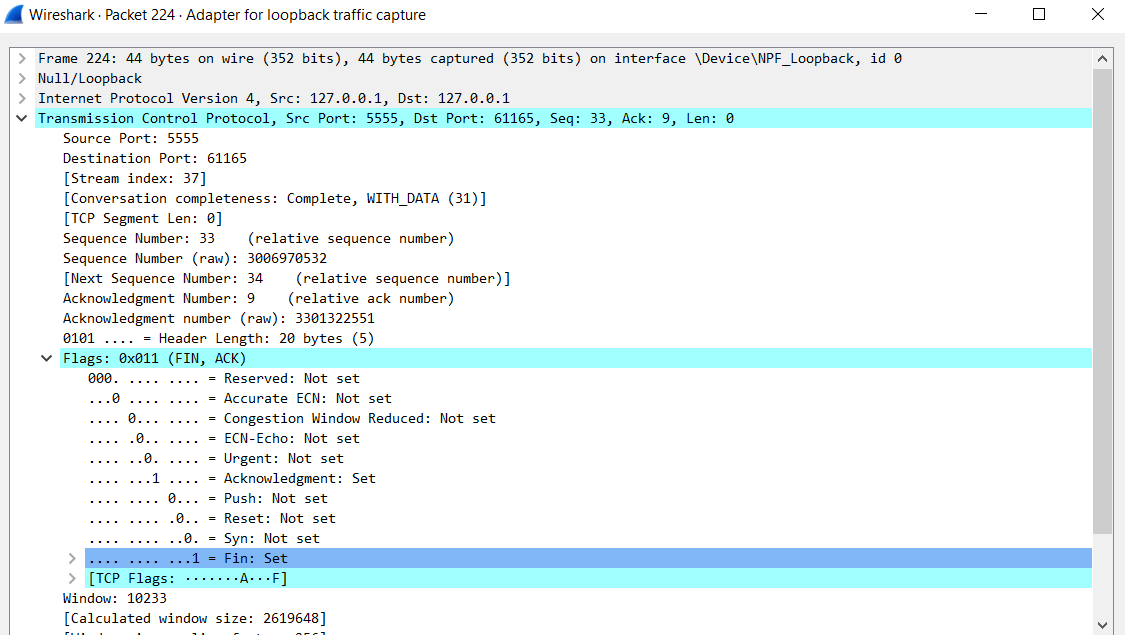 Wireshark · Packet 224 · Adapter for loopback traffic capture
Frame 224: 44 bytes on wire (352 bits), 44 bytes captured (352 bits) on interface \Device\NPF_Loopback, id 0
Null/Loopback
Internet Protocol Version 4, Src: 127.0.0.1, Dst: 127.0.0.1
Transmission Control Protocol, Src Port: 5555, Dst Port: 61165, Seq: 33, Ack: 9, Len: 0
Source Port: 5555
Destination Port: 61165
[Stream index: 37]
[Conversation completeness: Complete, WITH_DATA (31)]
[TCP Segment Len: 0]
Sequence Number: 33    (relative sequence number)
Sequence Number (raw): 3006970532
[Next Sequence Number: 34    (relative sequence number)]
Acknowledgment Number: 9    (relative ack number)
Acknowledgment number (raw): 3301322551
0101 .... = Header Length: 20 bytes (5)
Flags: 0x011 (FIN, ACK)
000. .... .... = Reserved: Not set
...0 .... .... = Accurate ECN: Not set
.... 0... .... = Congestion Window Reduced: Not set
.... .0.. .... = ECN-Echo: Not set
.... ..0. .... = Urgent: Not set
.... ...1 .... = Acknowledgment: Set
.... .... 0... = Push: Not set
.... .... .0.. = Reset: Not set
.... .... ..0. = Syn: Not set
.... .... ...1 = Fin: Set
[TCP Flags: ·······A···F]
Window: 10233
[Calculated window size: 2619648]